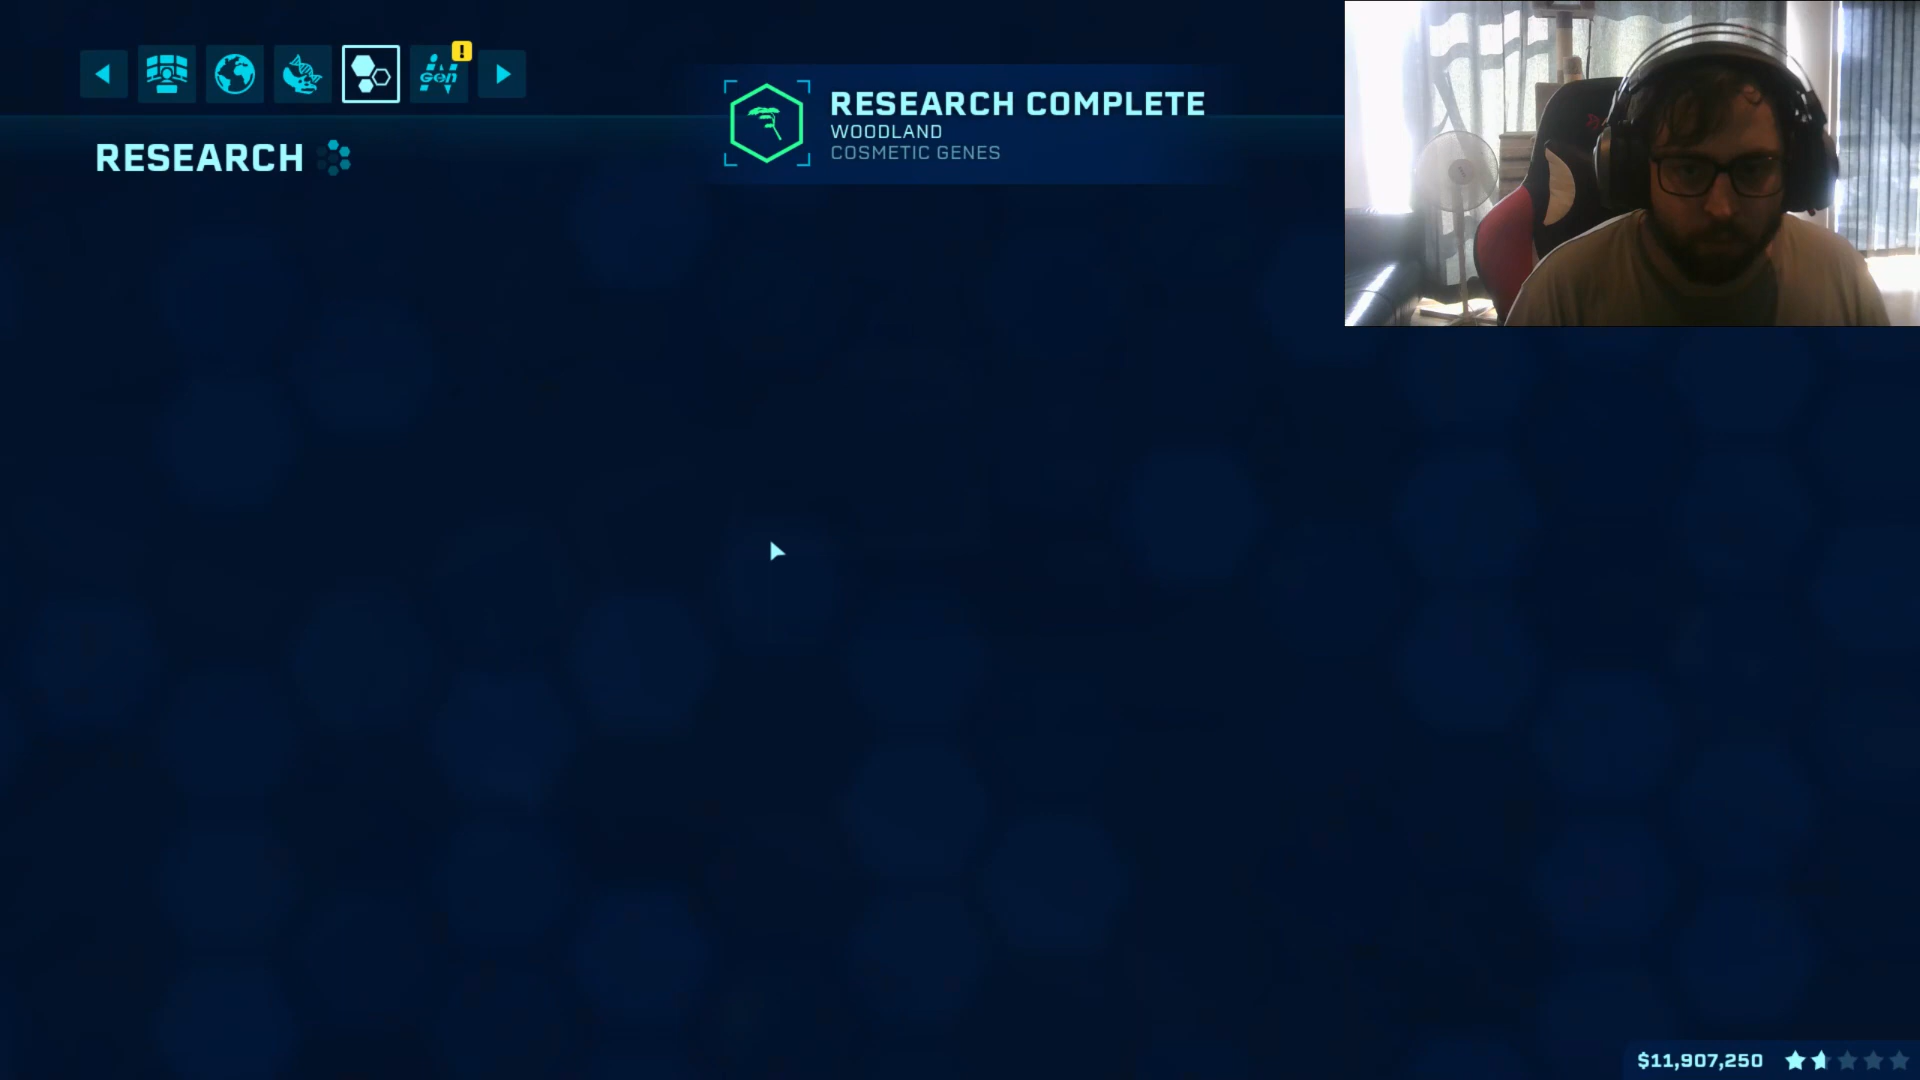 Gen
!
RESEARCH
RESEARCH COMPLETE
WOODLAND
COSMETIC GENES
$11,907,250